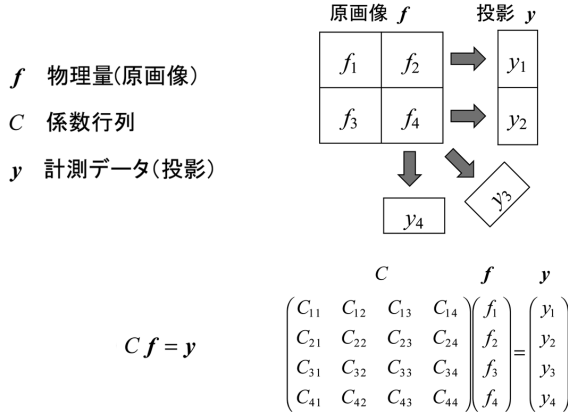 原画像 f 投影 y
f 物理量(原画像)
C 係数行列
y 計測データ(投影)
f1 f2 y1
f3 f4 y2
y4 y3
C f y
C f = y
C11 C12 C13 C14 f1 y1
C21 C22 C23 C24 f2 y2
C31 C32 C33 C34 f3 = y3
C41 C42 C43 C44 f4 y4